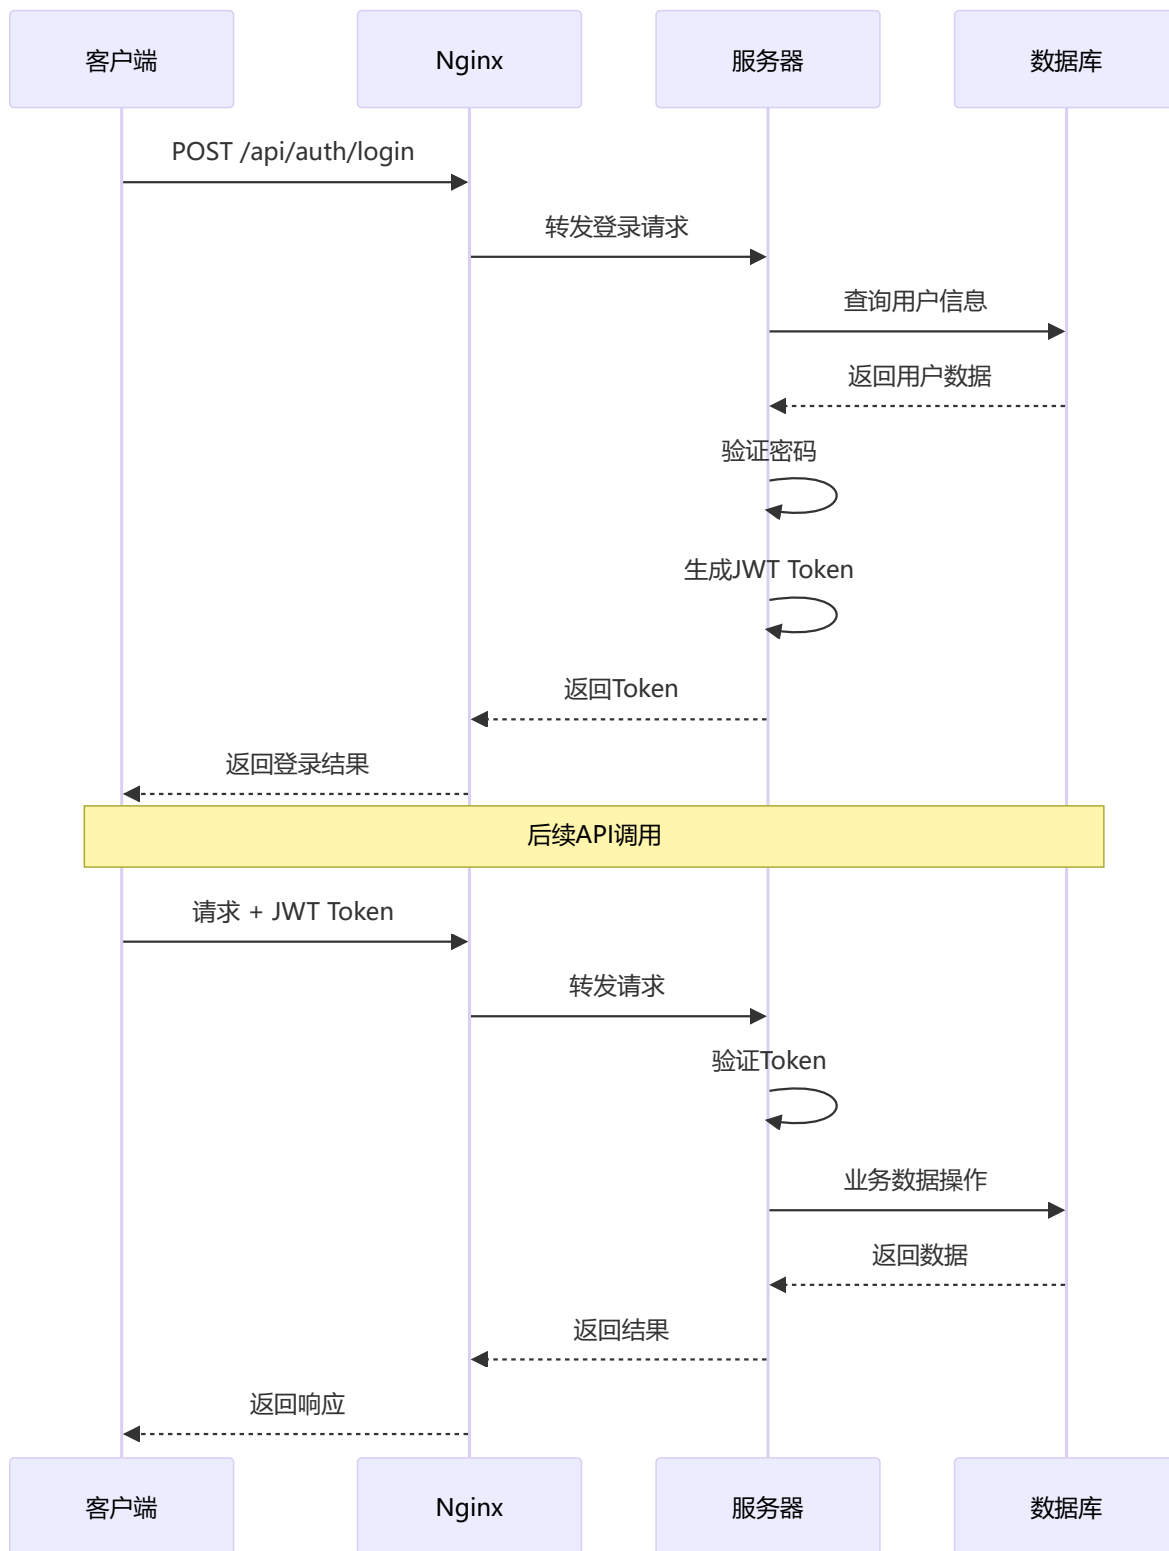 客户端
Nginx
服务器
数据库
POST /api/auth/login
转发登录请求
查询用户信息
返回用户数据
验证密码
生成JWT Token
返回Token
返回登录结果
后续API调用
请求 + JWT Token
转发请求
验证Token
业务数据操作
返回数据
返回结果
返回响应
客户端
Nginx
服务器
数据库